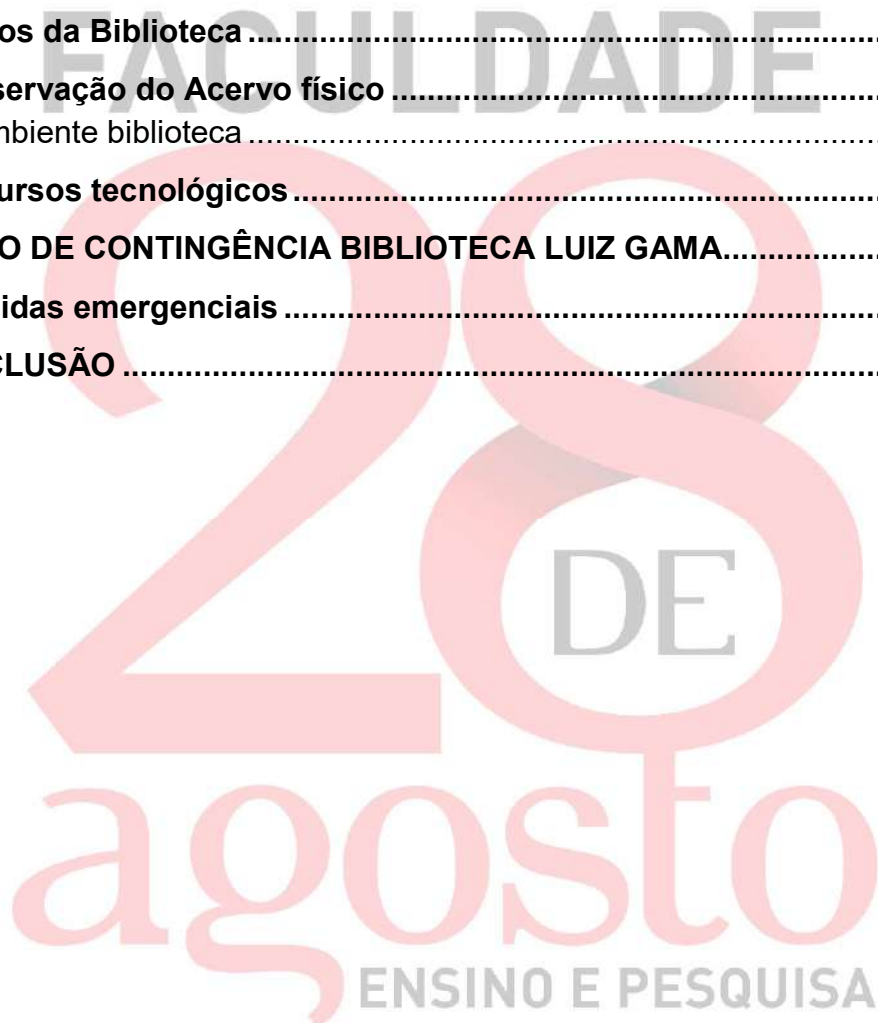 FACULDADE
os da Biblioteca ................................................................
servação do Acervo físico ................................................
mbiente biblioteca ................................................................
ursos tecnológicos ............................................................
O DE CONTINGÊNCIA BIBLIOTECA LUIZ GAMA..................
idas emergenciais ............................................................
CLUSÃO ............................................................................
28
DE
agosto
ENSINO E PESQUISA